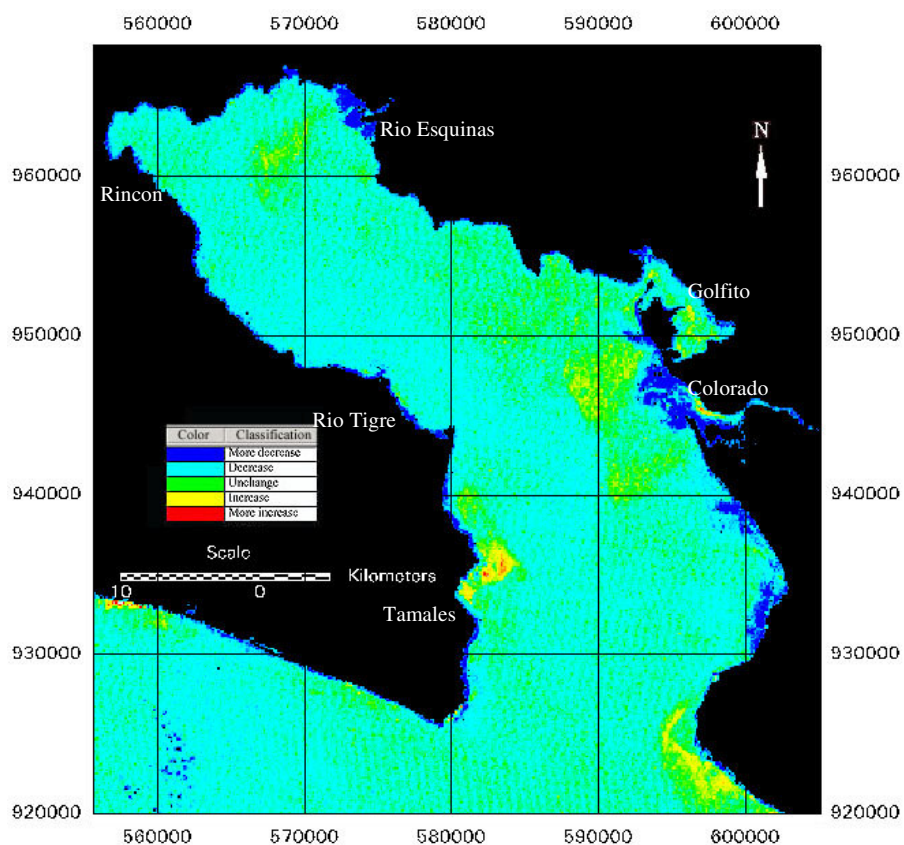 560000 570000 580000 590000 600000
Rio Esquinas
N
960000 960000
Rincon
Golfito
950000 950000
Colorado
Rio Tigre
Color Classification
More decrease
Decrease
Unchange
Increase
More increase
940000 940000
Scale
10 0 Kilometers
Tamales
930000 930000
920000 920000
560000 570000 580000 590000 600000